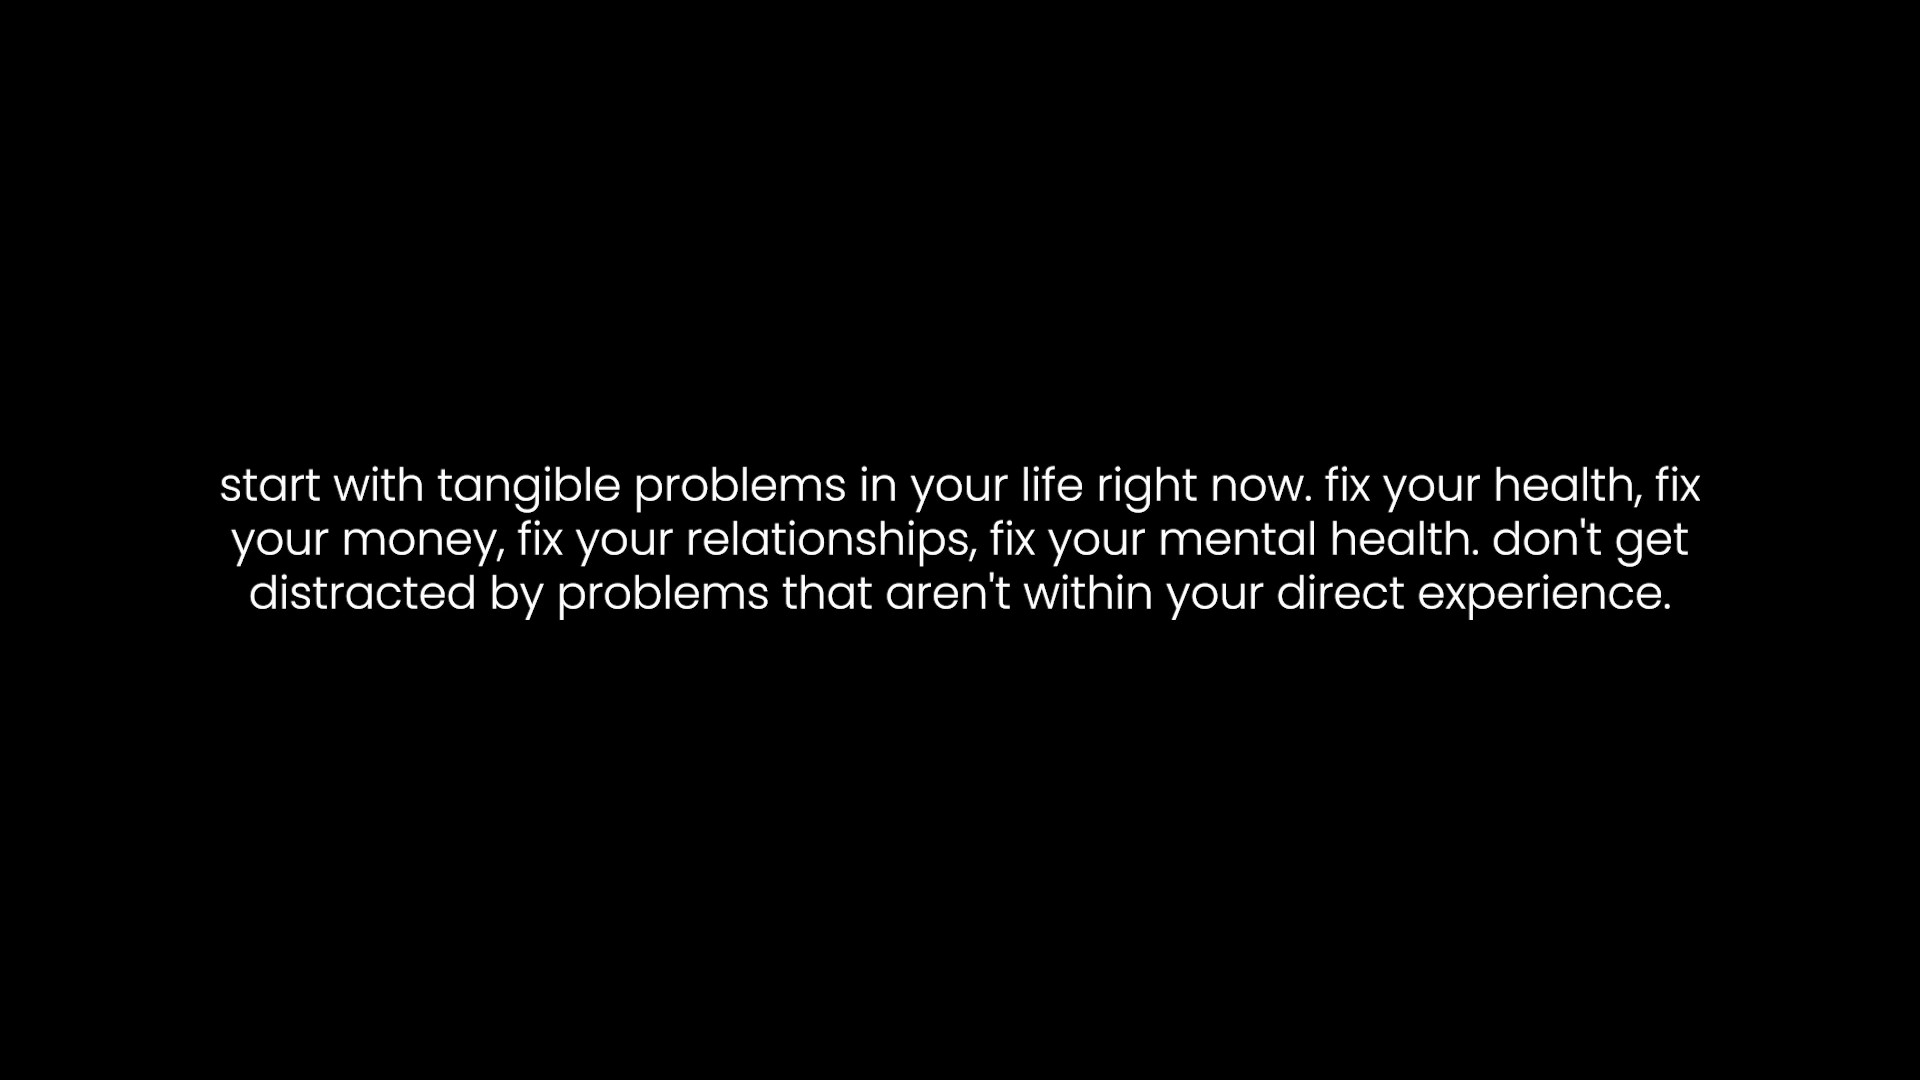 start with tangible problems in your life right now. fix your health, fix
your money, fix your relationships, fix your mental health. don't get
distracted by problems that aren't within your direct experience.